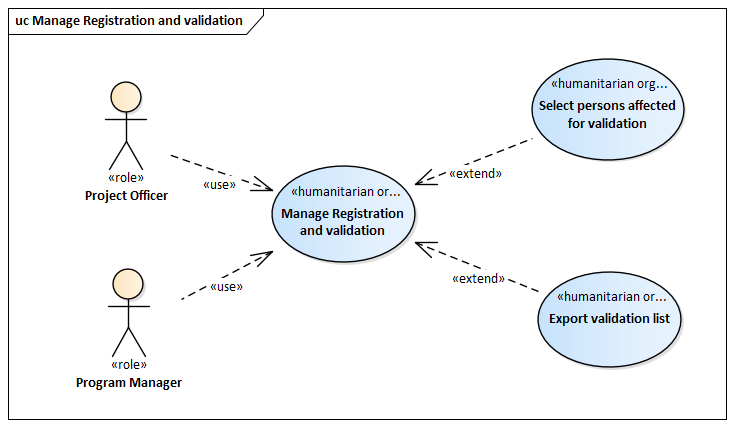 uc Manage Registration and validation
«role»
Project Officer
«use»
«humanitarian or...
Manage Registration
and validation
«humanitarian org...
Select persons affected
for validation
«extend»
«use»
«role»
Program Manager
«extend»
«humanitarian or...
Export validation list